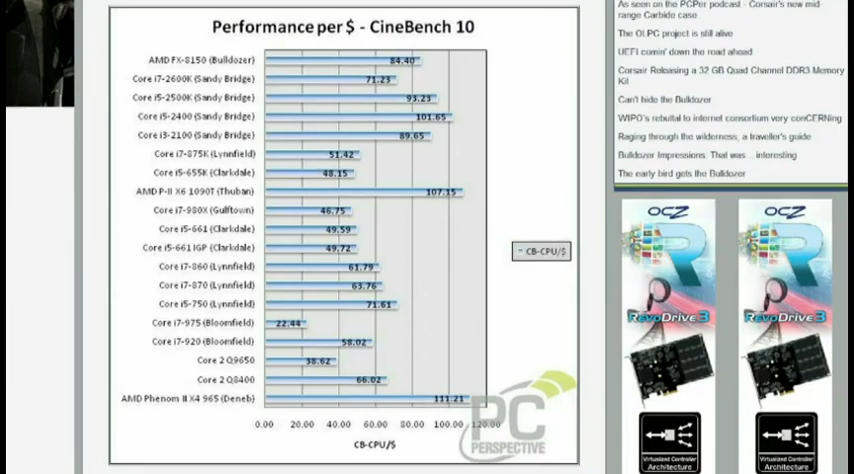 Performance per $ - CineBench 10
AMD FX-8150 (Bulldozer) 84.40
Core i7-2600K (Sandy Bridge) 71.23
Core i5-2500K (Sandy Bridge) 93.23
Core i5-2400 (Sandy Bridge) 101.65
Core i3-2100 (Sandy Bridge) 89.65
Core i7-875K (Lynnfield) 51.42
Core i5-655K (Clarkdale) 48.15
AMD P-II X6 1090T (Thuban) 107.15
Core i7-980X (Gulftown) 46.75
Core i5-661 (Clarkdale) 49.59
Core i5-661 IGP (Clarkdale) 49.72
Core i7-860 (Lynnfield) 61.79
Core i7-870 (Lynnfield) 63.76
Core i5-750 (Lynnfield) 71.61
Core i7-975 (Bloomfield) 22.44
Core i7-920 (Bloomfield) 58.02
Core 2 Q9650 38.62
Core 2 Q8400 66.02
AMD Phenom II X4 965 (Deneb) 111.21
0.00 20.00 40.00 60.00 80.00 100.00 120.00
CB-CPU/$
CB-CPU/$
PC
PERSPECTIVE
As seen on the PCPer podcast - Corsair's new mid-
range Carbide case
The OLPC project is still alive
UEFI comin' down the road ahead
Corsair Releasing a 32 GB Quad Channel DDR3 Memory
Kit
Can't hide the Bulldozer
WIPO's rebuttal to internet consortium very conCERNing
Raging through the wilderness, a traveller's guide
Bulldozer Impressions. That was... interesting
The early bird gets the Bulldozer
OCZ
R
RevoDrive 3
Virtualized Controller
Architecture
OCZ
R
RevoDrive 3
Virtualized Controller
Architecture